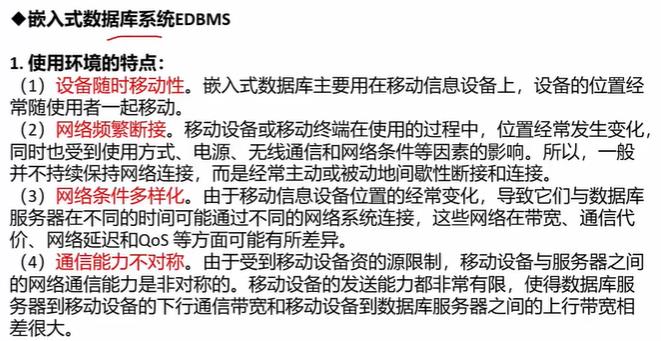 ◆嵌入式数据库系统EDBMS
1. 使用环境的特点：
（1）设备随时移动性。嵌入式数据库主要用在移动信息设备上，设备的位置经
常随使用者一起移动。
（2）网络频繁断接。移动设备或移动终端在使用的过程中，位置经常发生变化，
同时也受到使用方式、电源、无线通信和网络条件等因素的影响。所以，一般
并不持续保持网络连接，而是经常主动或被动地间歇性断接和连接。
（3）网络条件多样化。由于移动信息设备位置的经常变化，导致它们与数据库
服务器在不同的时间可能通过不同的网络系统连接，这些网络在带宽、通信代
价、网络延迟和QoS 等方面可能有所差异。
（4）通信能力不对称。由于受到移动设备资的源限制，移动设备与服务器之间
的网络通信能力是非对称的。移动设备的发送能力都非常有限，使得数据库服
务器到移动设备的下行通信带宽和移动设备到数据库服务器之间的上行带宽相
差很大。